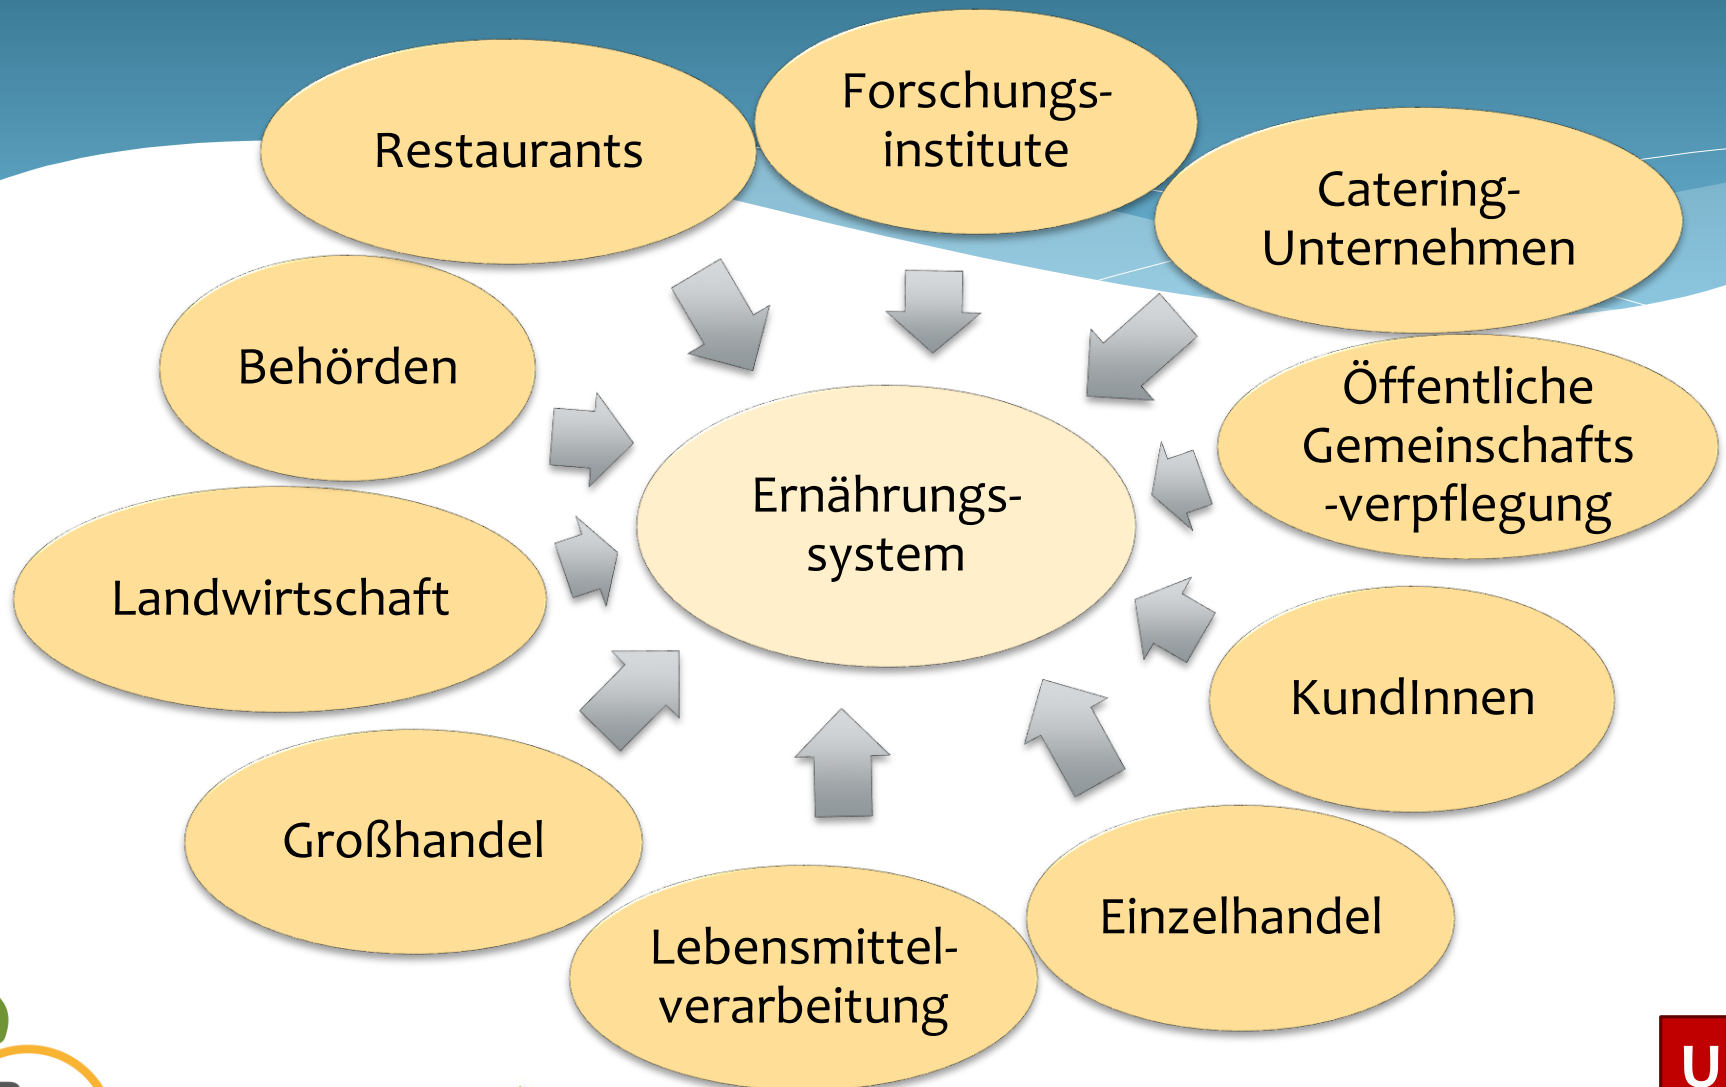 Forschungs-
institute
Restaurants
Catering-
Unternehmen
Behörden
Öffentliche
Gemeinschafts
-verpflegung
Ernährungs-
system
Landwirtschaft
KundInnen
Großhandel
Einzelhandel
Lebensmittel-
verarbeitung
U